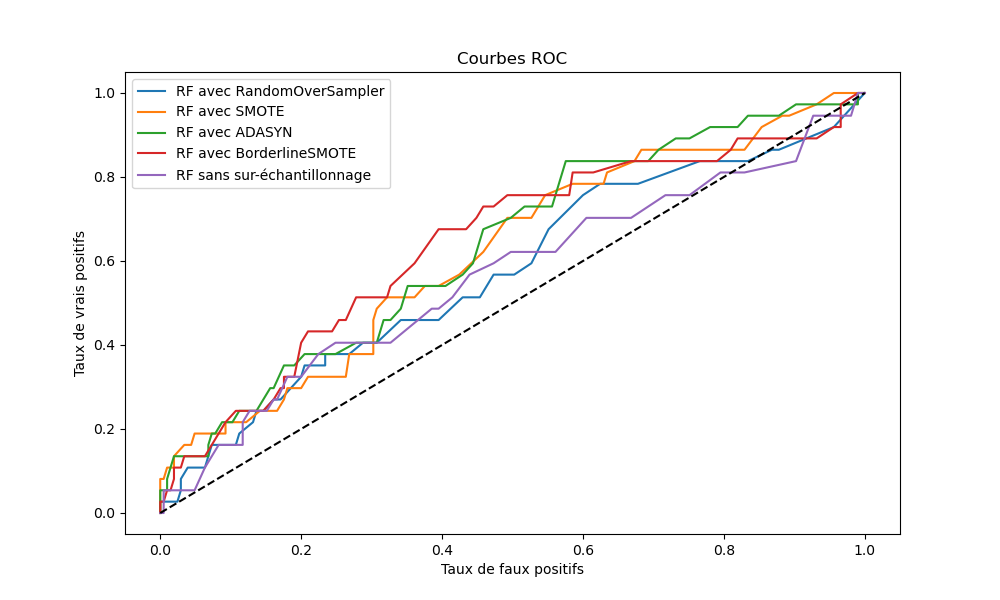 Courbes ROC
RF avec RandomOverSampler
RF avec SMOTE
RF avec ADASYN
RF avec BorderlineSMOTE
RF sans sur-échantillonnage
Taux de vrais positifs
1.0
0.8
0.6
0.4
0.2
0.0
0.0 0.2 0.4 0.6 0.8 1.0
Taux de faux positifs